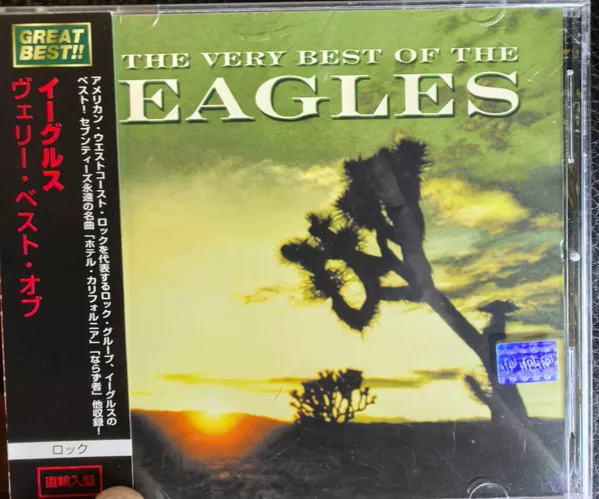 GREAT
BEST!!
イーグルス
ヴェリー・ベスト・オブ
アメリカン・ウエストコースト・ロックを代表するロック・グループ、イーグルスの
ベスト！セブンティーズ永遠の名曲「ホテル・カリフォルニア」「ならず者」他収録！
ロック
直輸入盤
THE VERY BEST OF THE
EAGLES
ifpi